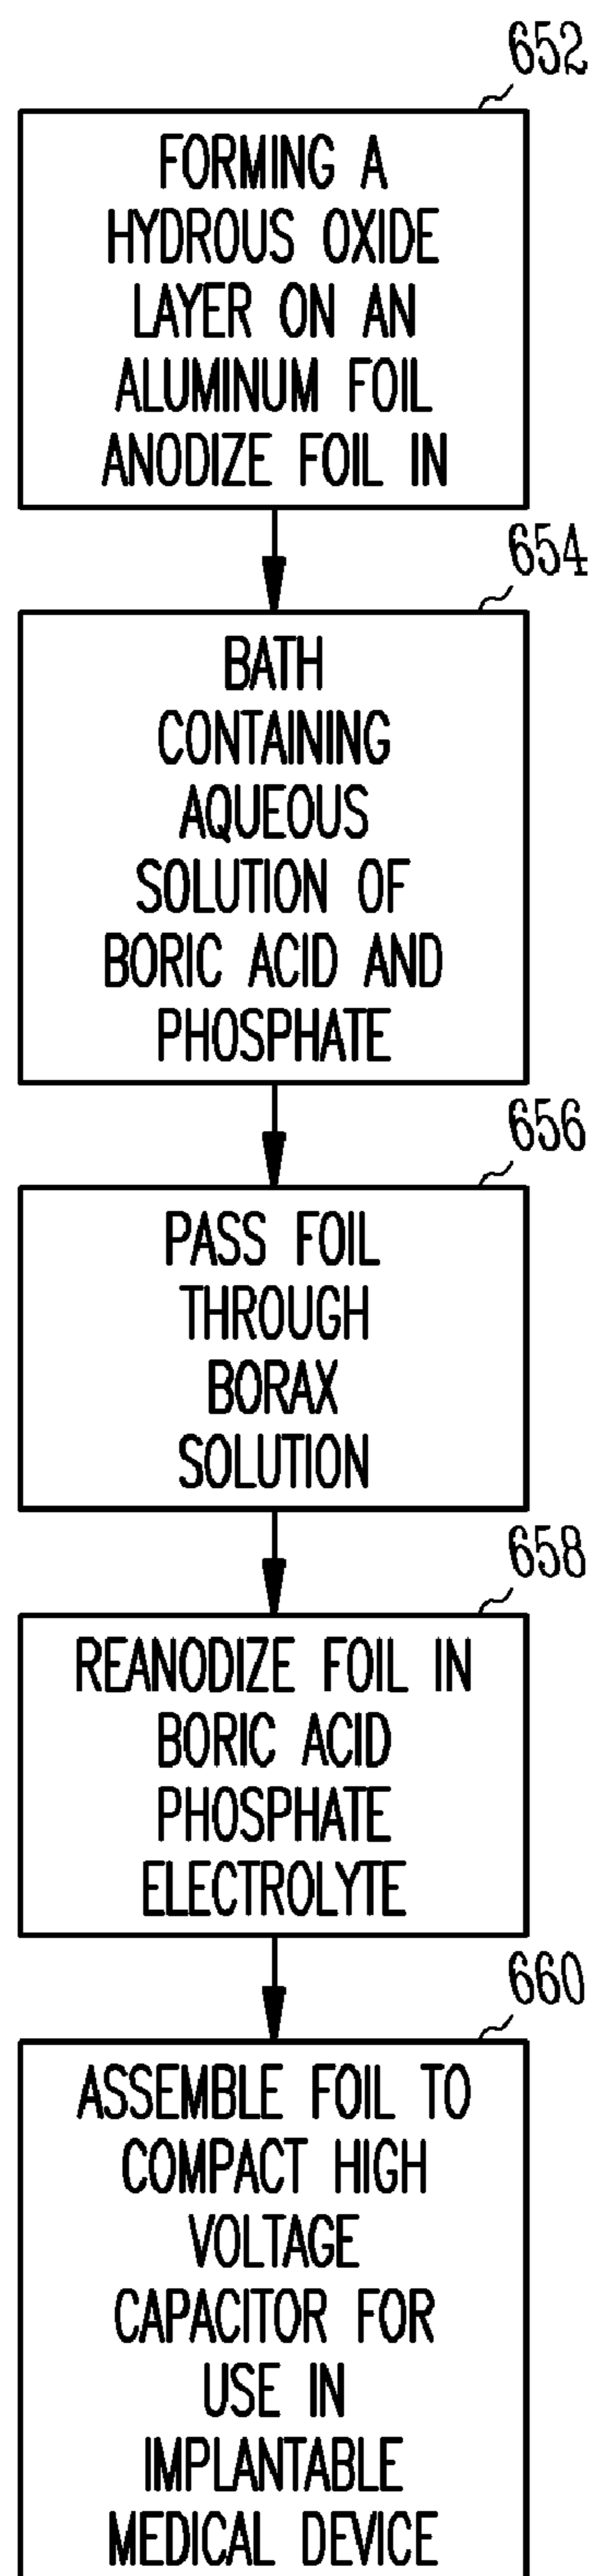 652
FORMING A
HYDROUS OXIDE
LAYER ON AN
ALUMINUM FOIL
ANODIZE FOIL IN
654
BATH
CONTAINING
AQUEOUS
SOLUTION OF
BORIC ACID AND
PHOSPHATE
656
PASS FOIL
THROUGH
BORAX
SOLUTION
658
REANODIZE FOIL IN
BORIC ACID
PHOSPHATE
ELECTROLYTE
660
ASSEMBLE FOIL TO
COMPACT HIGH
VOLTAGE
CAPACITOR FOR
USE IN
IMPLANTABLE
MEDICAL DEVICE